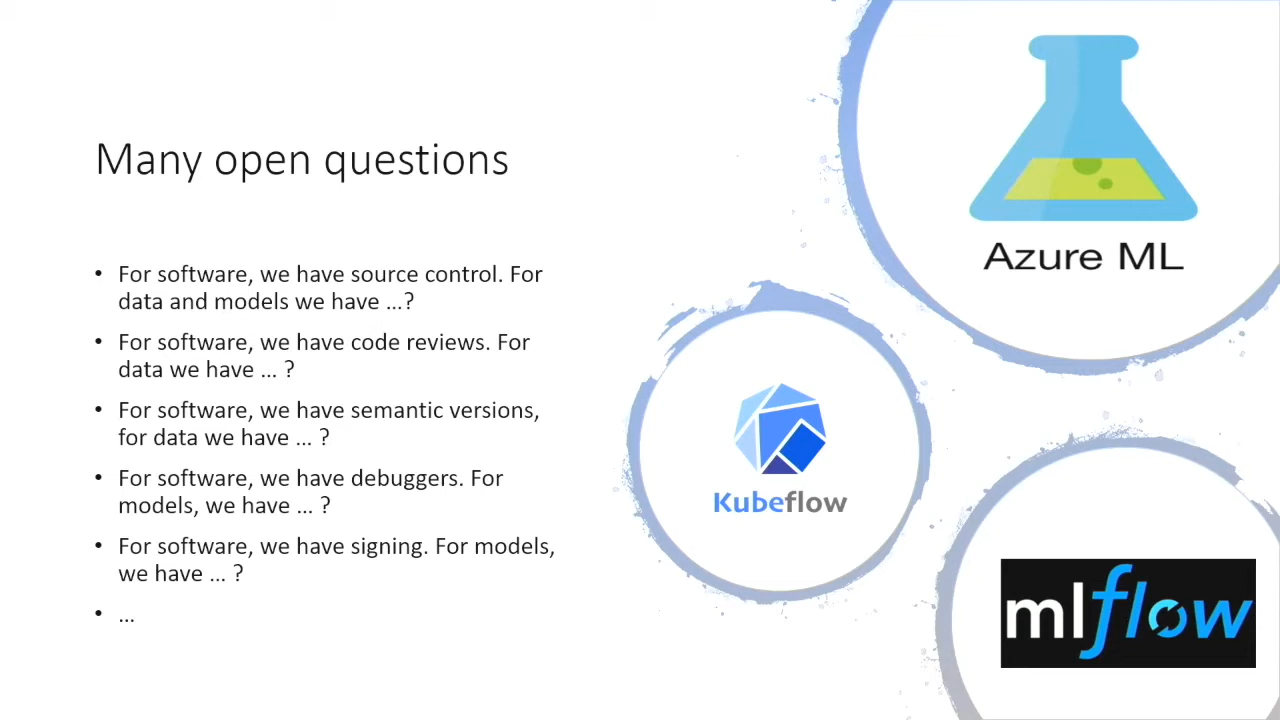 Many open questions
• For software, we have source control. For
data and models we have ...?
• For software, we have code reviews. For
data we have ... ?
• For software, we have semantic versions,
for data we have ... ?
• For software, we have debuggers. For
models, we have ... ?
• For software, we have signing. For models,
we have ... ?
• ...
Azure ML
Kubeflow
mlflow